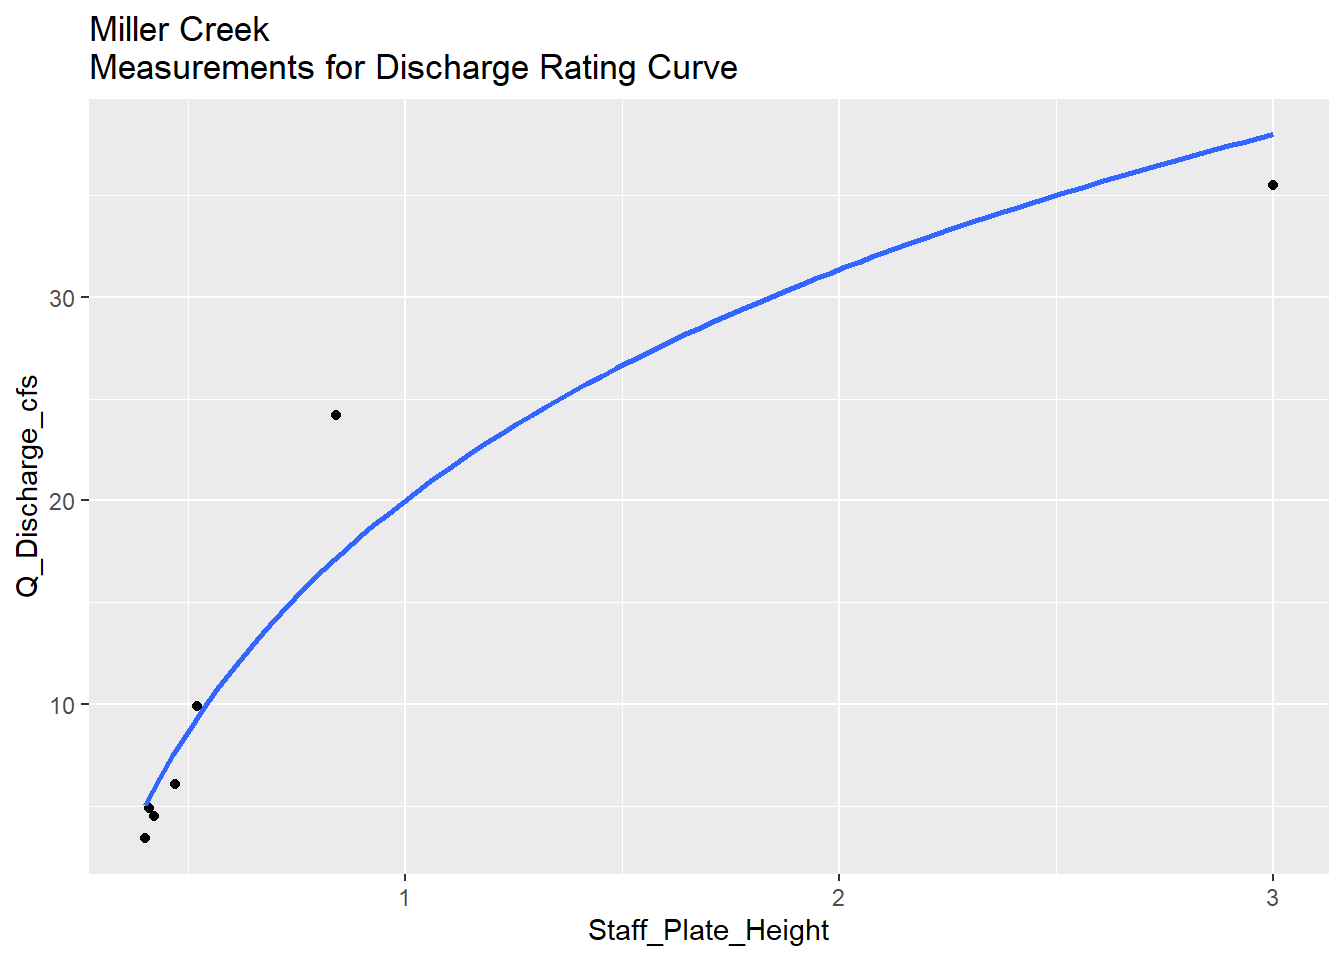 Miller Creek
Measurements for Discharge Rating Curve
Q_Discharge_cfs
30
20
10
1
2
3
Staff_Plate_Height